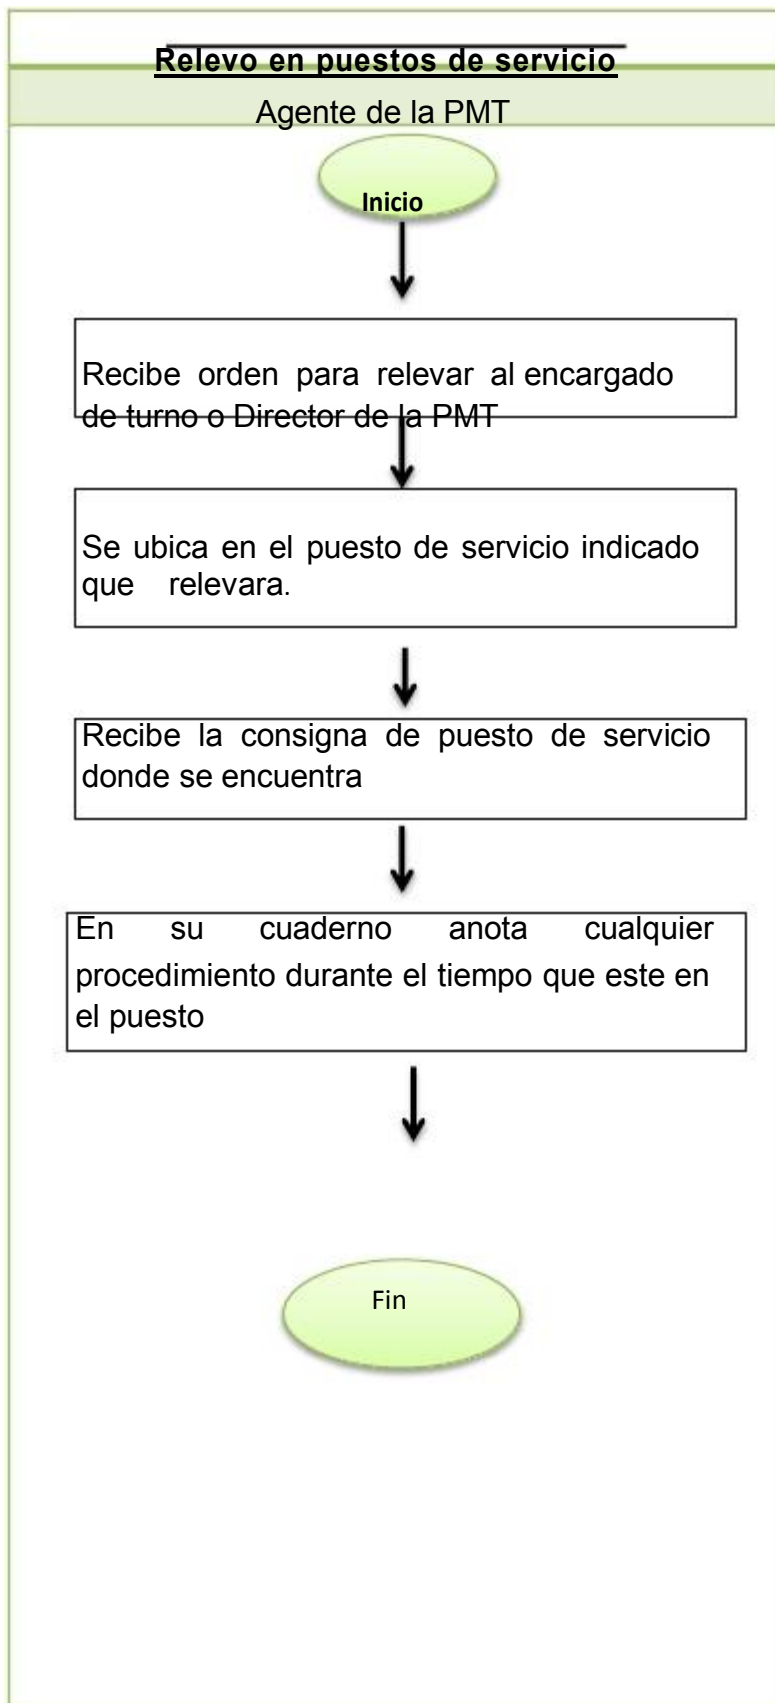 Relevo en puestos de servicio
Agente de la PMT
Inicio
Recibe orden para relevar al encargado
de turno o Director de la PMT
Se ubica en el puesto de servicio indicado
que relevara.
Recibe la consigna de puesto de servicio
donde se encuentra
En su cuaderno anota cualquier
procedimiento durante el tiempo que este en
el puesto
Fin